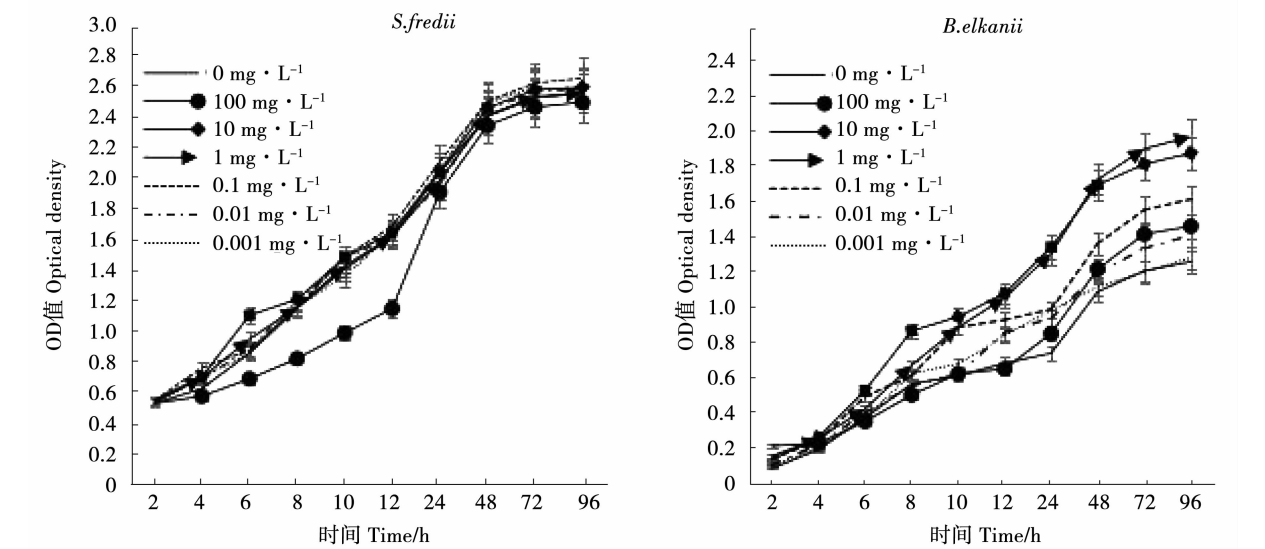 S.fredii
3.0
2.8
2.6
2.4
2.2
2.0
1.8
1.6
1.4
1.2
1.0
0.8
0.6
0.4
0.2
0
OD值 Optical density
0 mg·L⁻¹
100 mg·L⁻¹
10 mg·L⁻¹
1 mg·L⁻¹
0.1 mg·L⁻¹
0.01 mg·L⁻¹
0.001 mg·L⁻¹
2 4 6 8 10 12 24 48 72 96
时间 Time/h
B.elkanii
2.4
2.2
2.0
1.8
1.6
1.4
1.2
1.0
0.8
0.6
0.4
0.2
0
OD值 Optical density
0 mg·L⁻¹
100 mg·L⁻¹
10 mg·L⁻¹
1 mg·L⁻¹
0.1 mg·L⁻¹
0.01 mg·L⁻¹
0.001 mg·L⁻¹
2 4 6 8 10 12 24 48 72 96
时间 Time/h